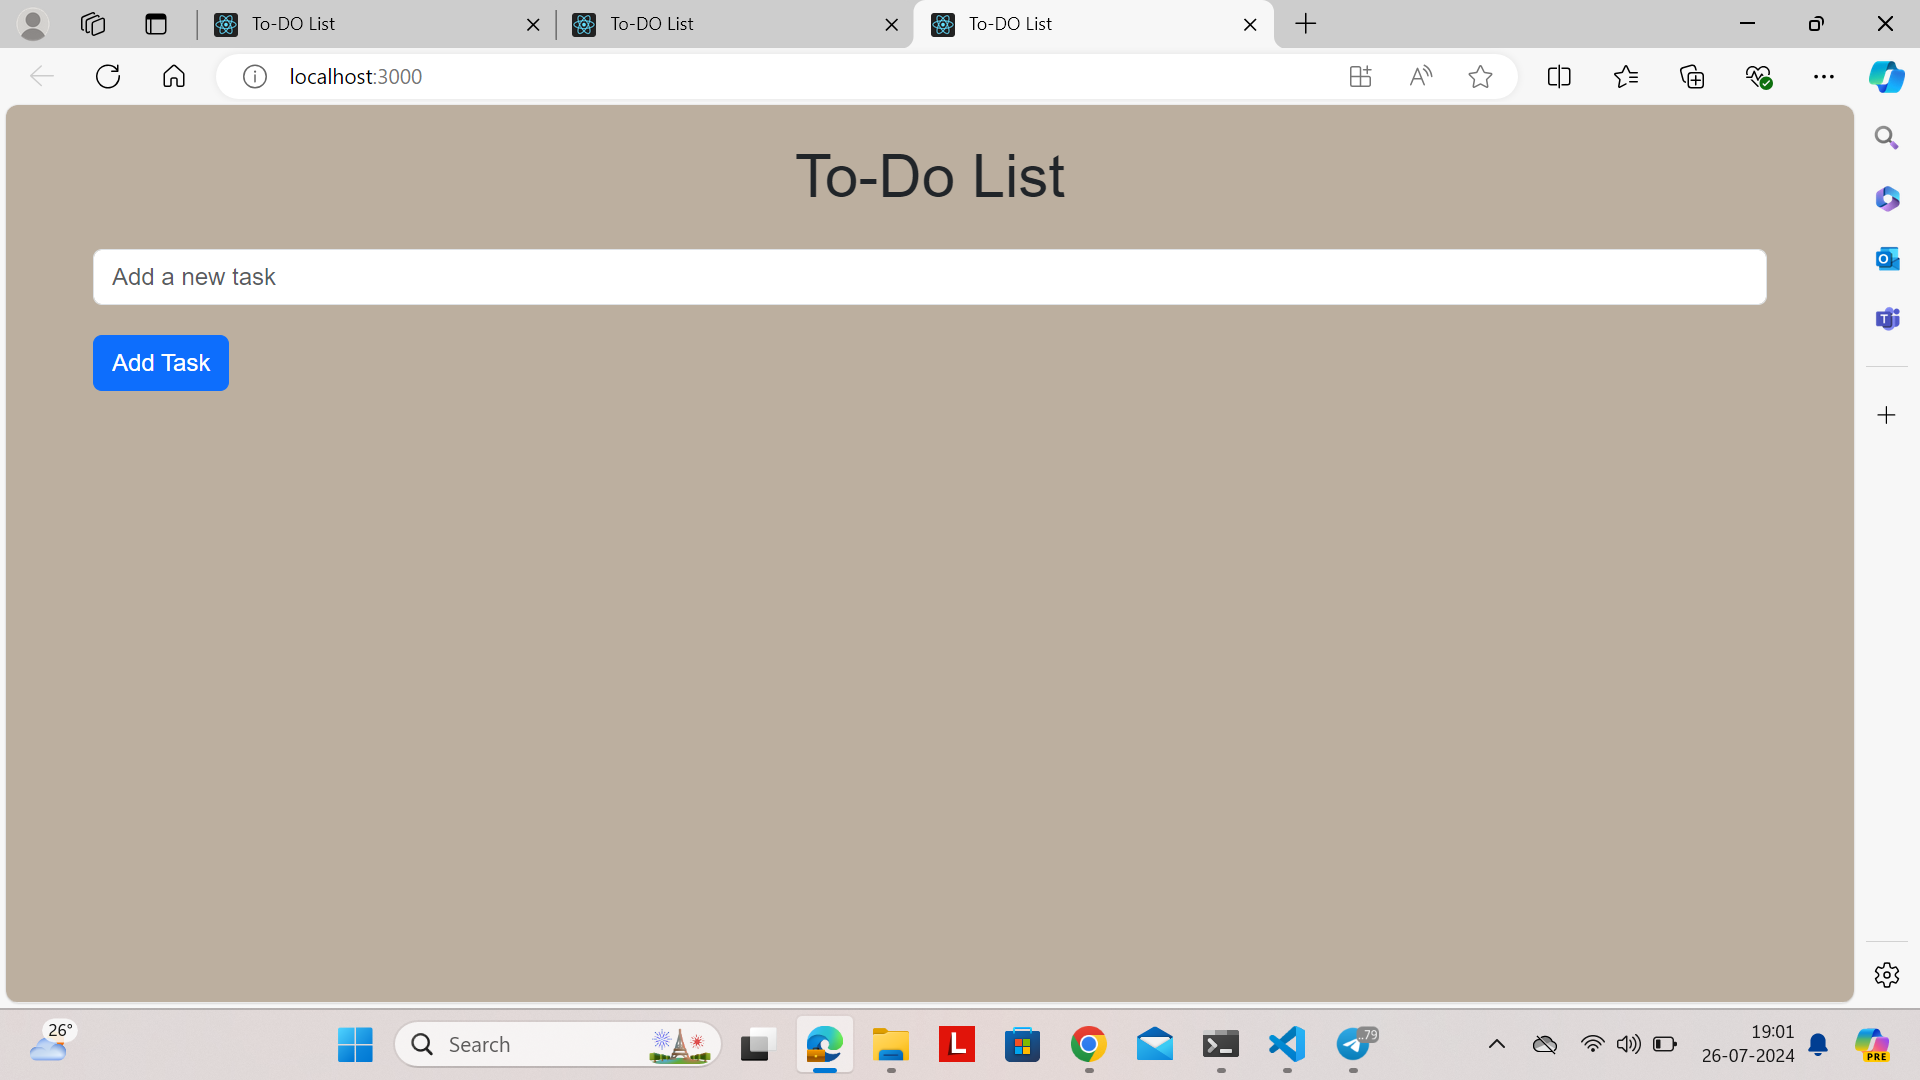 To-DO List
To-DO List
To-DO List
localhost:3000
To-Do List
Add a new task
Add Task
26°
Search
L
..79
19:01
26-07-2024
PRE